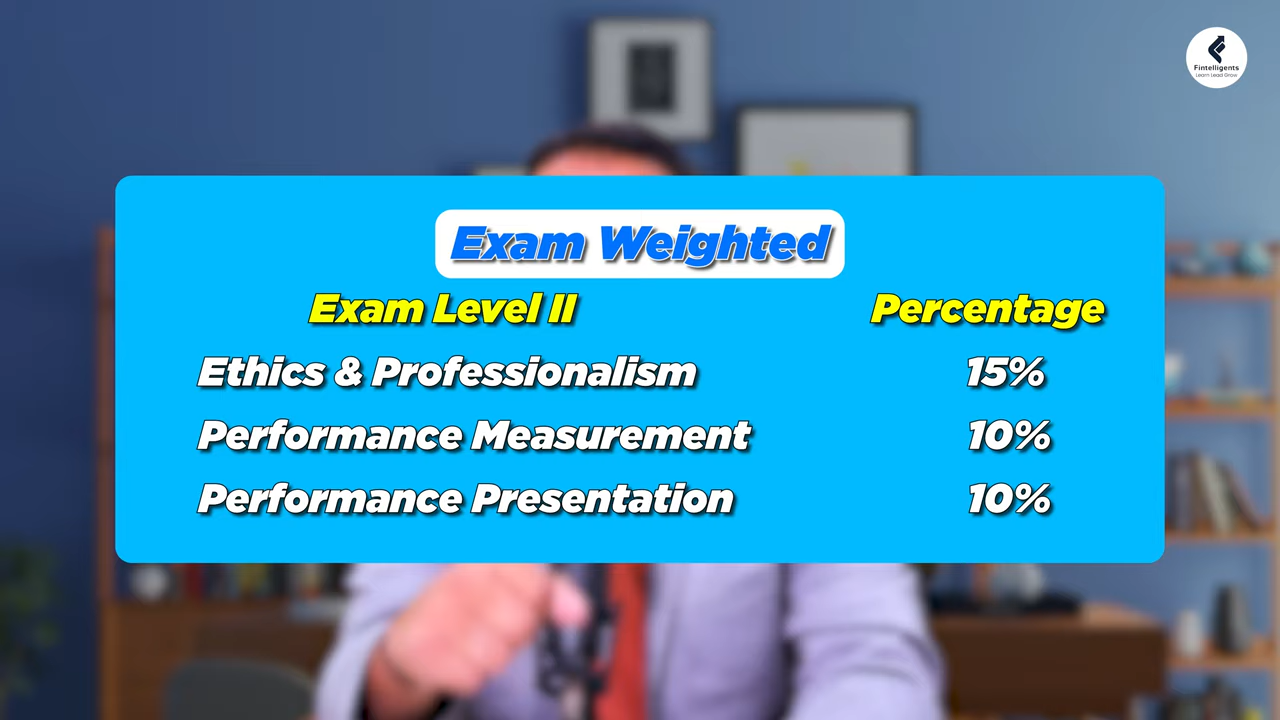 Fintelligents
Learn Lead Grow
Exam Weighted
Exam Level II Percentage
Ethics & Professionalism 15%
Performance Measurement 10%
Performance Presentation 10%